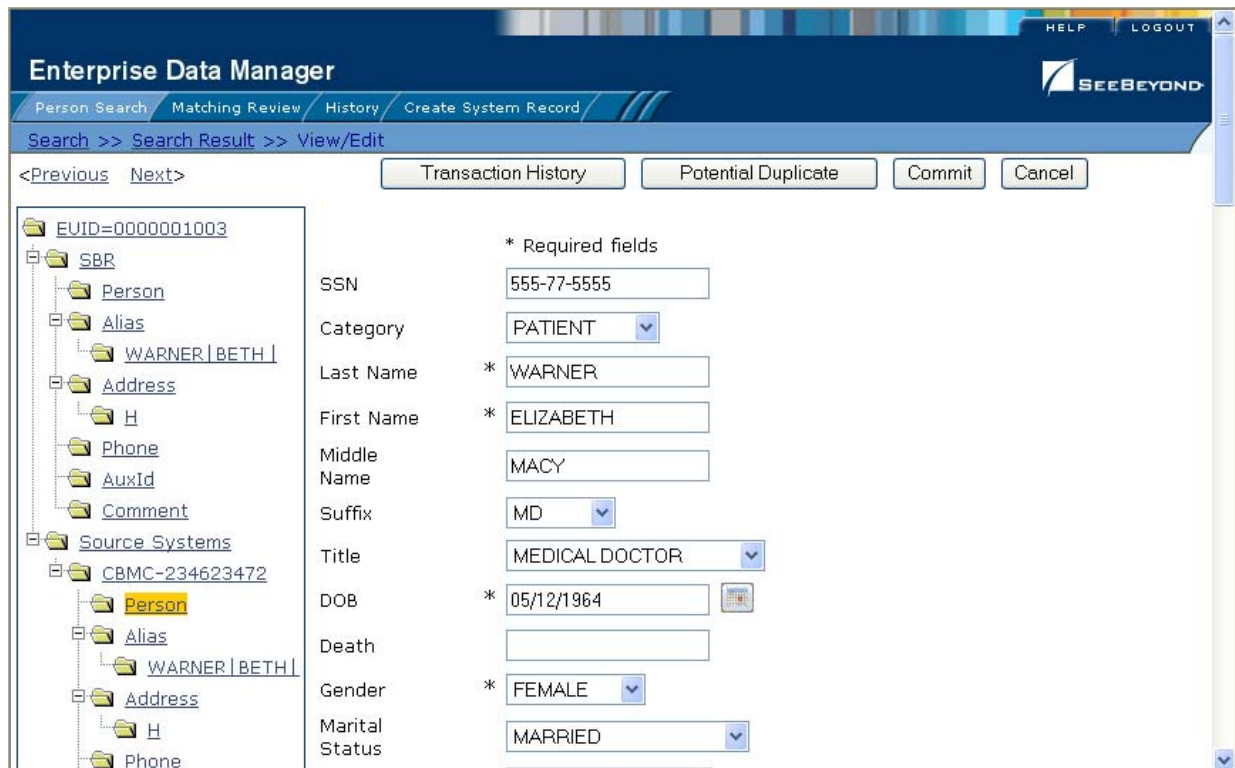 HELP LOGOUT
Enterprise Data Manager
SEEBEYOND
Person Search Matching Review History Create System Record
Search >> Search Result >> View/Edit
<Previous Next>
Transaction History Potential Duplicate Commit Cancel
EUID=0000001003
SBR
Person
Alias
WARNER|BETH|
Address
H
Phone
AuxId
Comment
Source Systems
CBMC-234623472
Person
Alias
WARNER|BETH|
Address
H
Phone
* Required fields
SSN 555-77-5555
Category PATIENT
Last Name * WARNER
First Name * ELIZABETH
Middle
Name MACY
Suffix MD
Title MEDICAL DOCTOR
DOB * 05/12/1964
Death
Gender * FEMALE
Marital
Status MARRIED